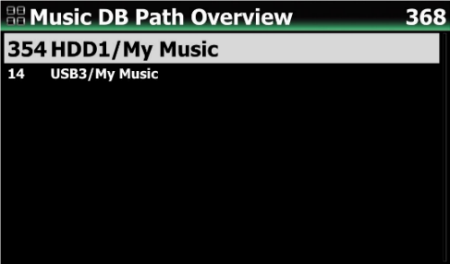 Music DB Path Overview 368
354 HDD1/My Music
14 USB3/My Music